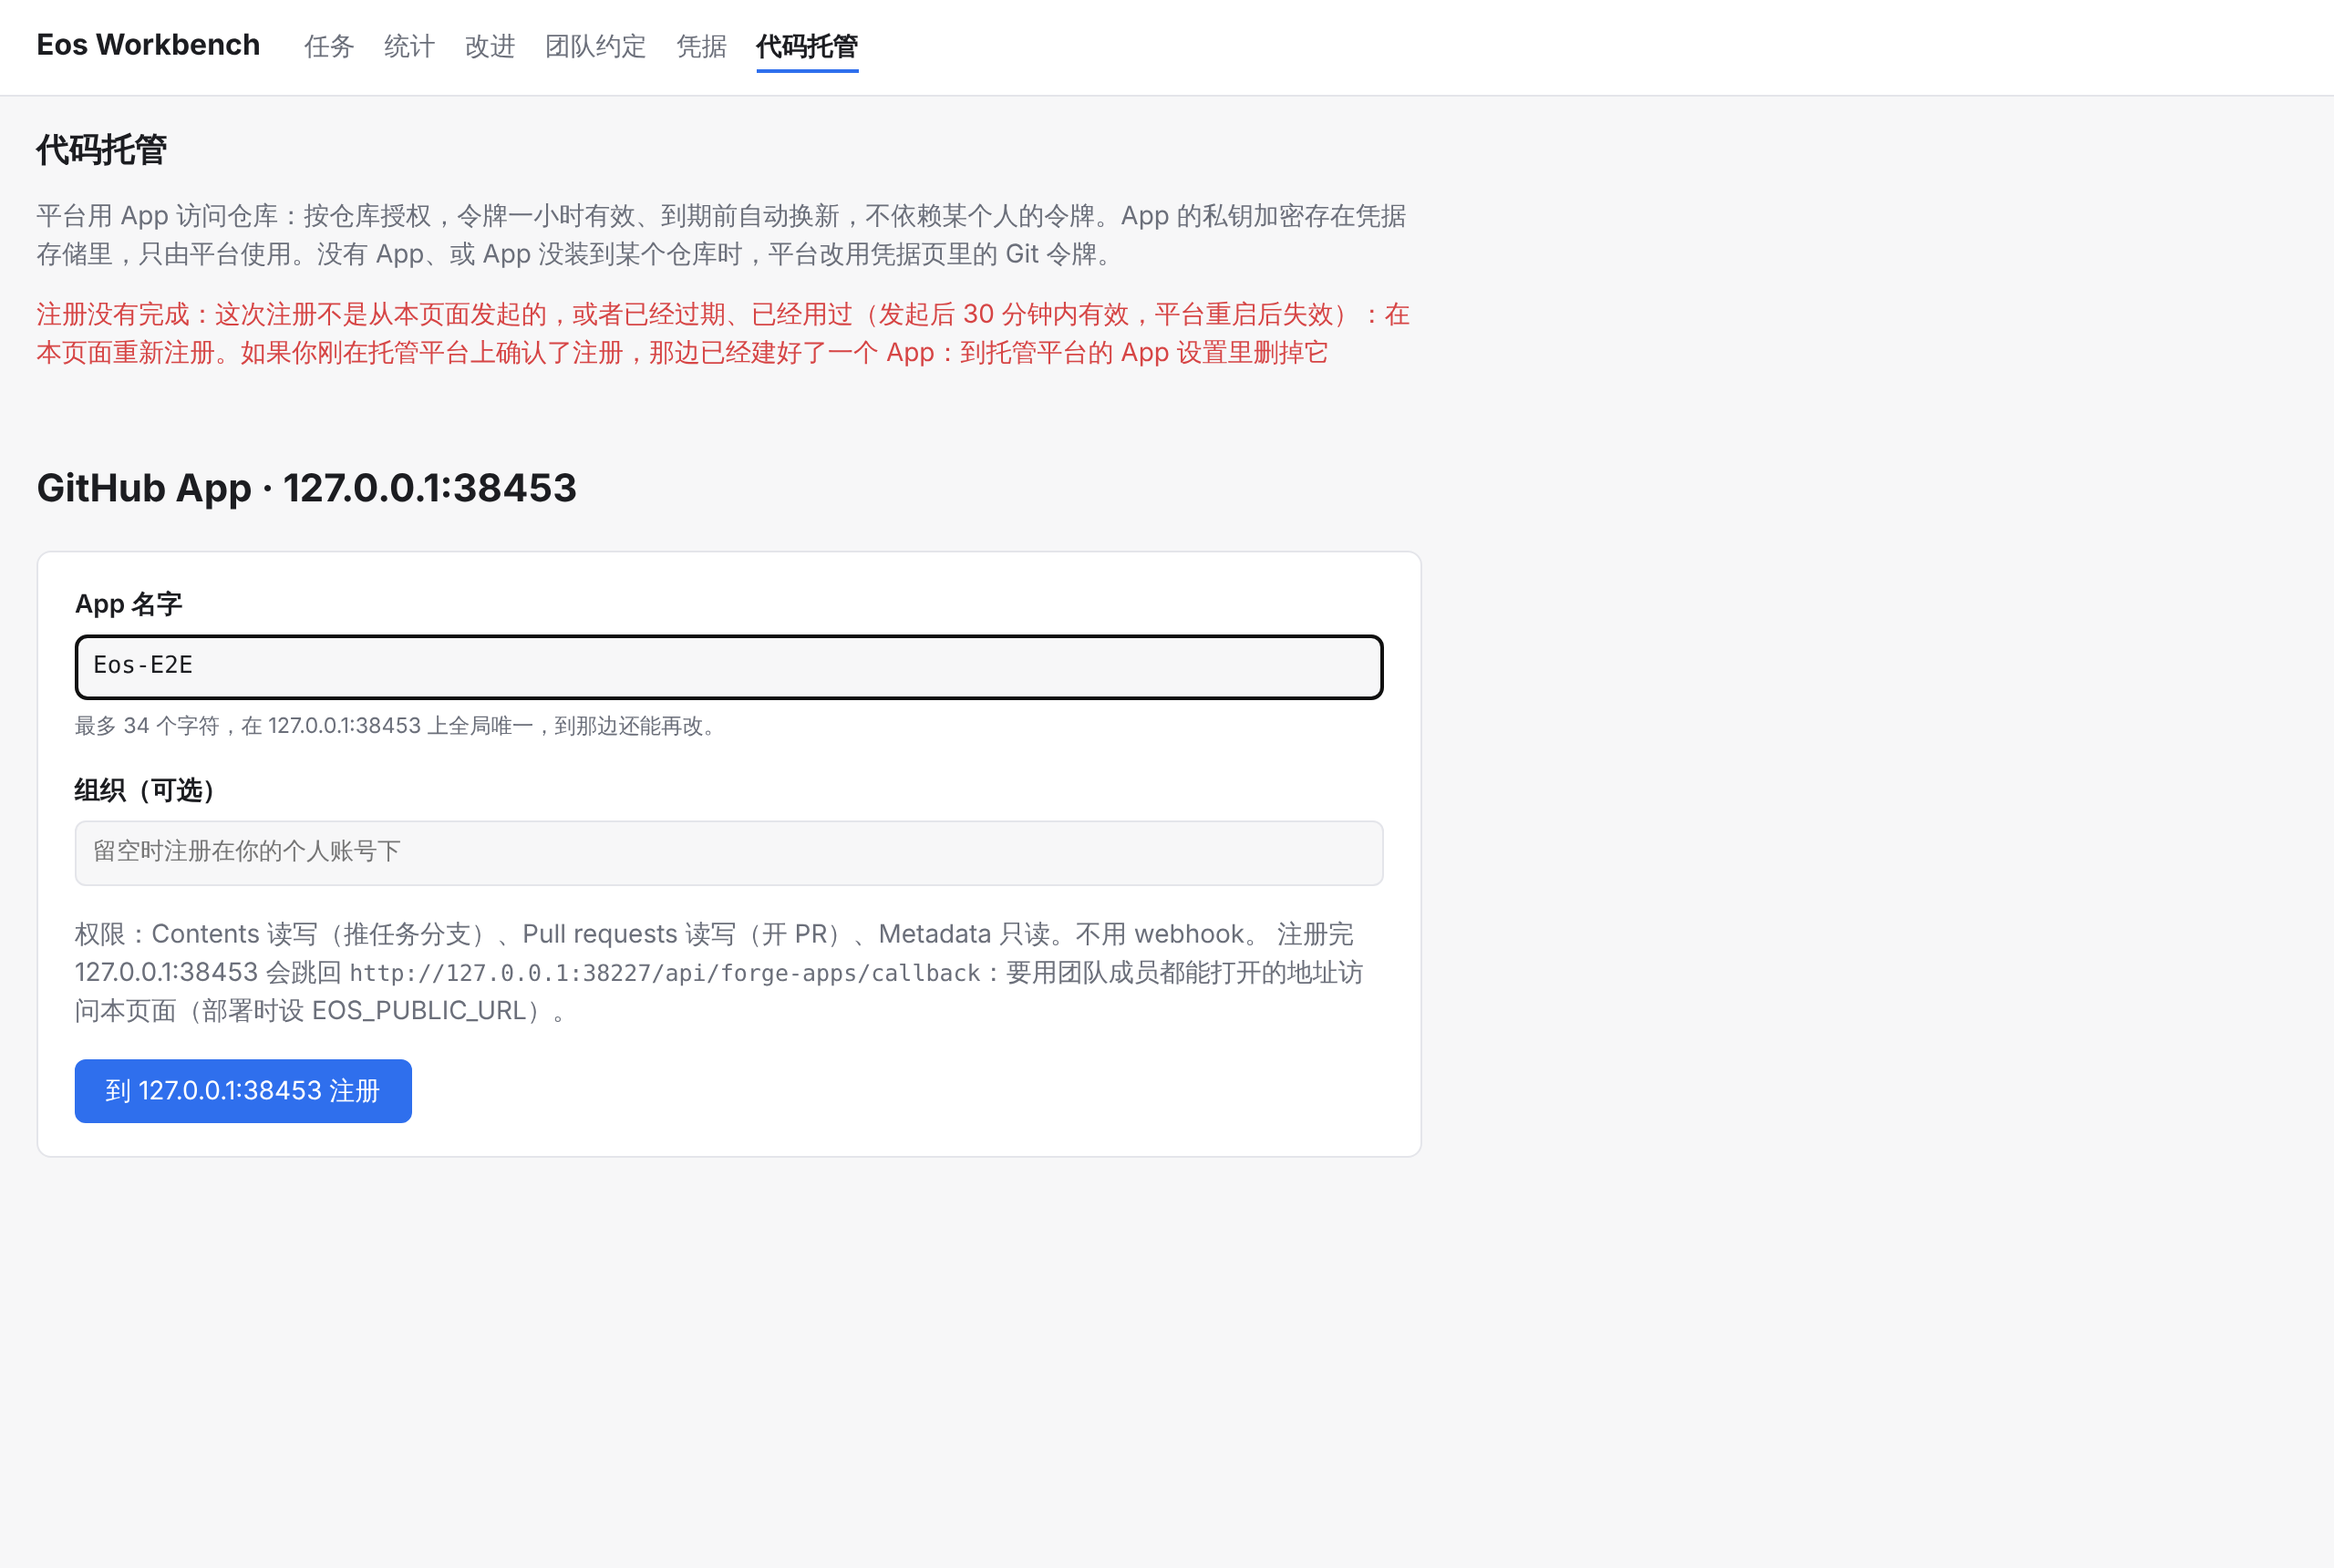 Eos Workbench 任务 统计 改进 团队约定 凭据 代码托管
代码托管
平台用 App 访问仓库：按仓库授权，令牌一小时有效、到期前自动换新，不依赖某个人的令牌。App 的私钥加密存在凭据
存储里，只由平台使用。没有 App、或 App 没装到某个仓库时，平台改用凭据页里的 Git 令牌。
注册没有完成：这次注册不是从本页面发起的，或者已经过期、已经用过（发起后 30 分钟内有效，平台重启后失效）：在
本页面重新注册。如果你刚在托管平台上确认了注册，那边已经建好了一个 App：到托管平台的 App 设置里删掉它
GitHub App · 127.0.0.1:38453
App 名字
Eos-E2E
最多 34 个字符，在 127.0.0.1:38453 上全局唯一，到那边还能再改。
组织（可选）
留空时注册在你的个人账号下
权限：Contents 读写（推任务分支）、Pull requests 读写（开 PR）、Metadata 只读。不用 webhook。 注册完
127.0.0.1:38453 会跳回 http://127.0.0.1:38227/api/forge-apps/callback：要用团队成员都能打开的地址访
问本页面（部署时设 EOS_PUBLIC_URL）。
到 127.0.0.1:38453 注册